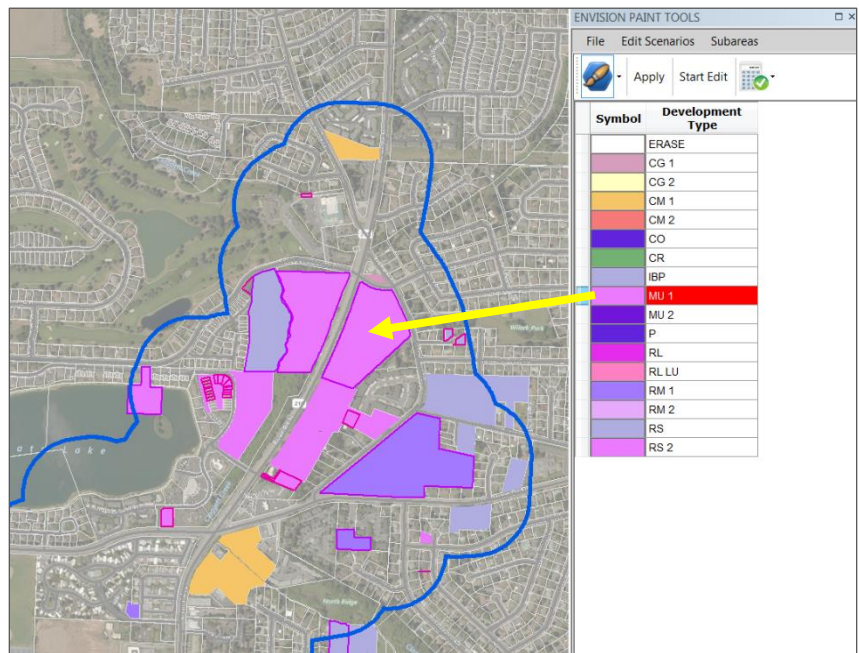 ENVISION PAINT TOOLS
File Edit Scenarios Subareas
Apply Start Edit
Symbol Development Type
ERASE
CG 1
CG 2
CM 1
CM 2
CO
CR
IBP
MU 1
MU 2
P
RL
RL LU
RM 1
RM 2
RS
RS 2
Lake